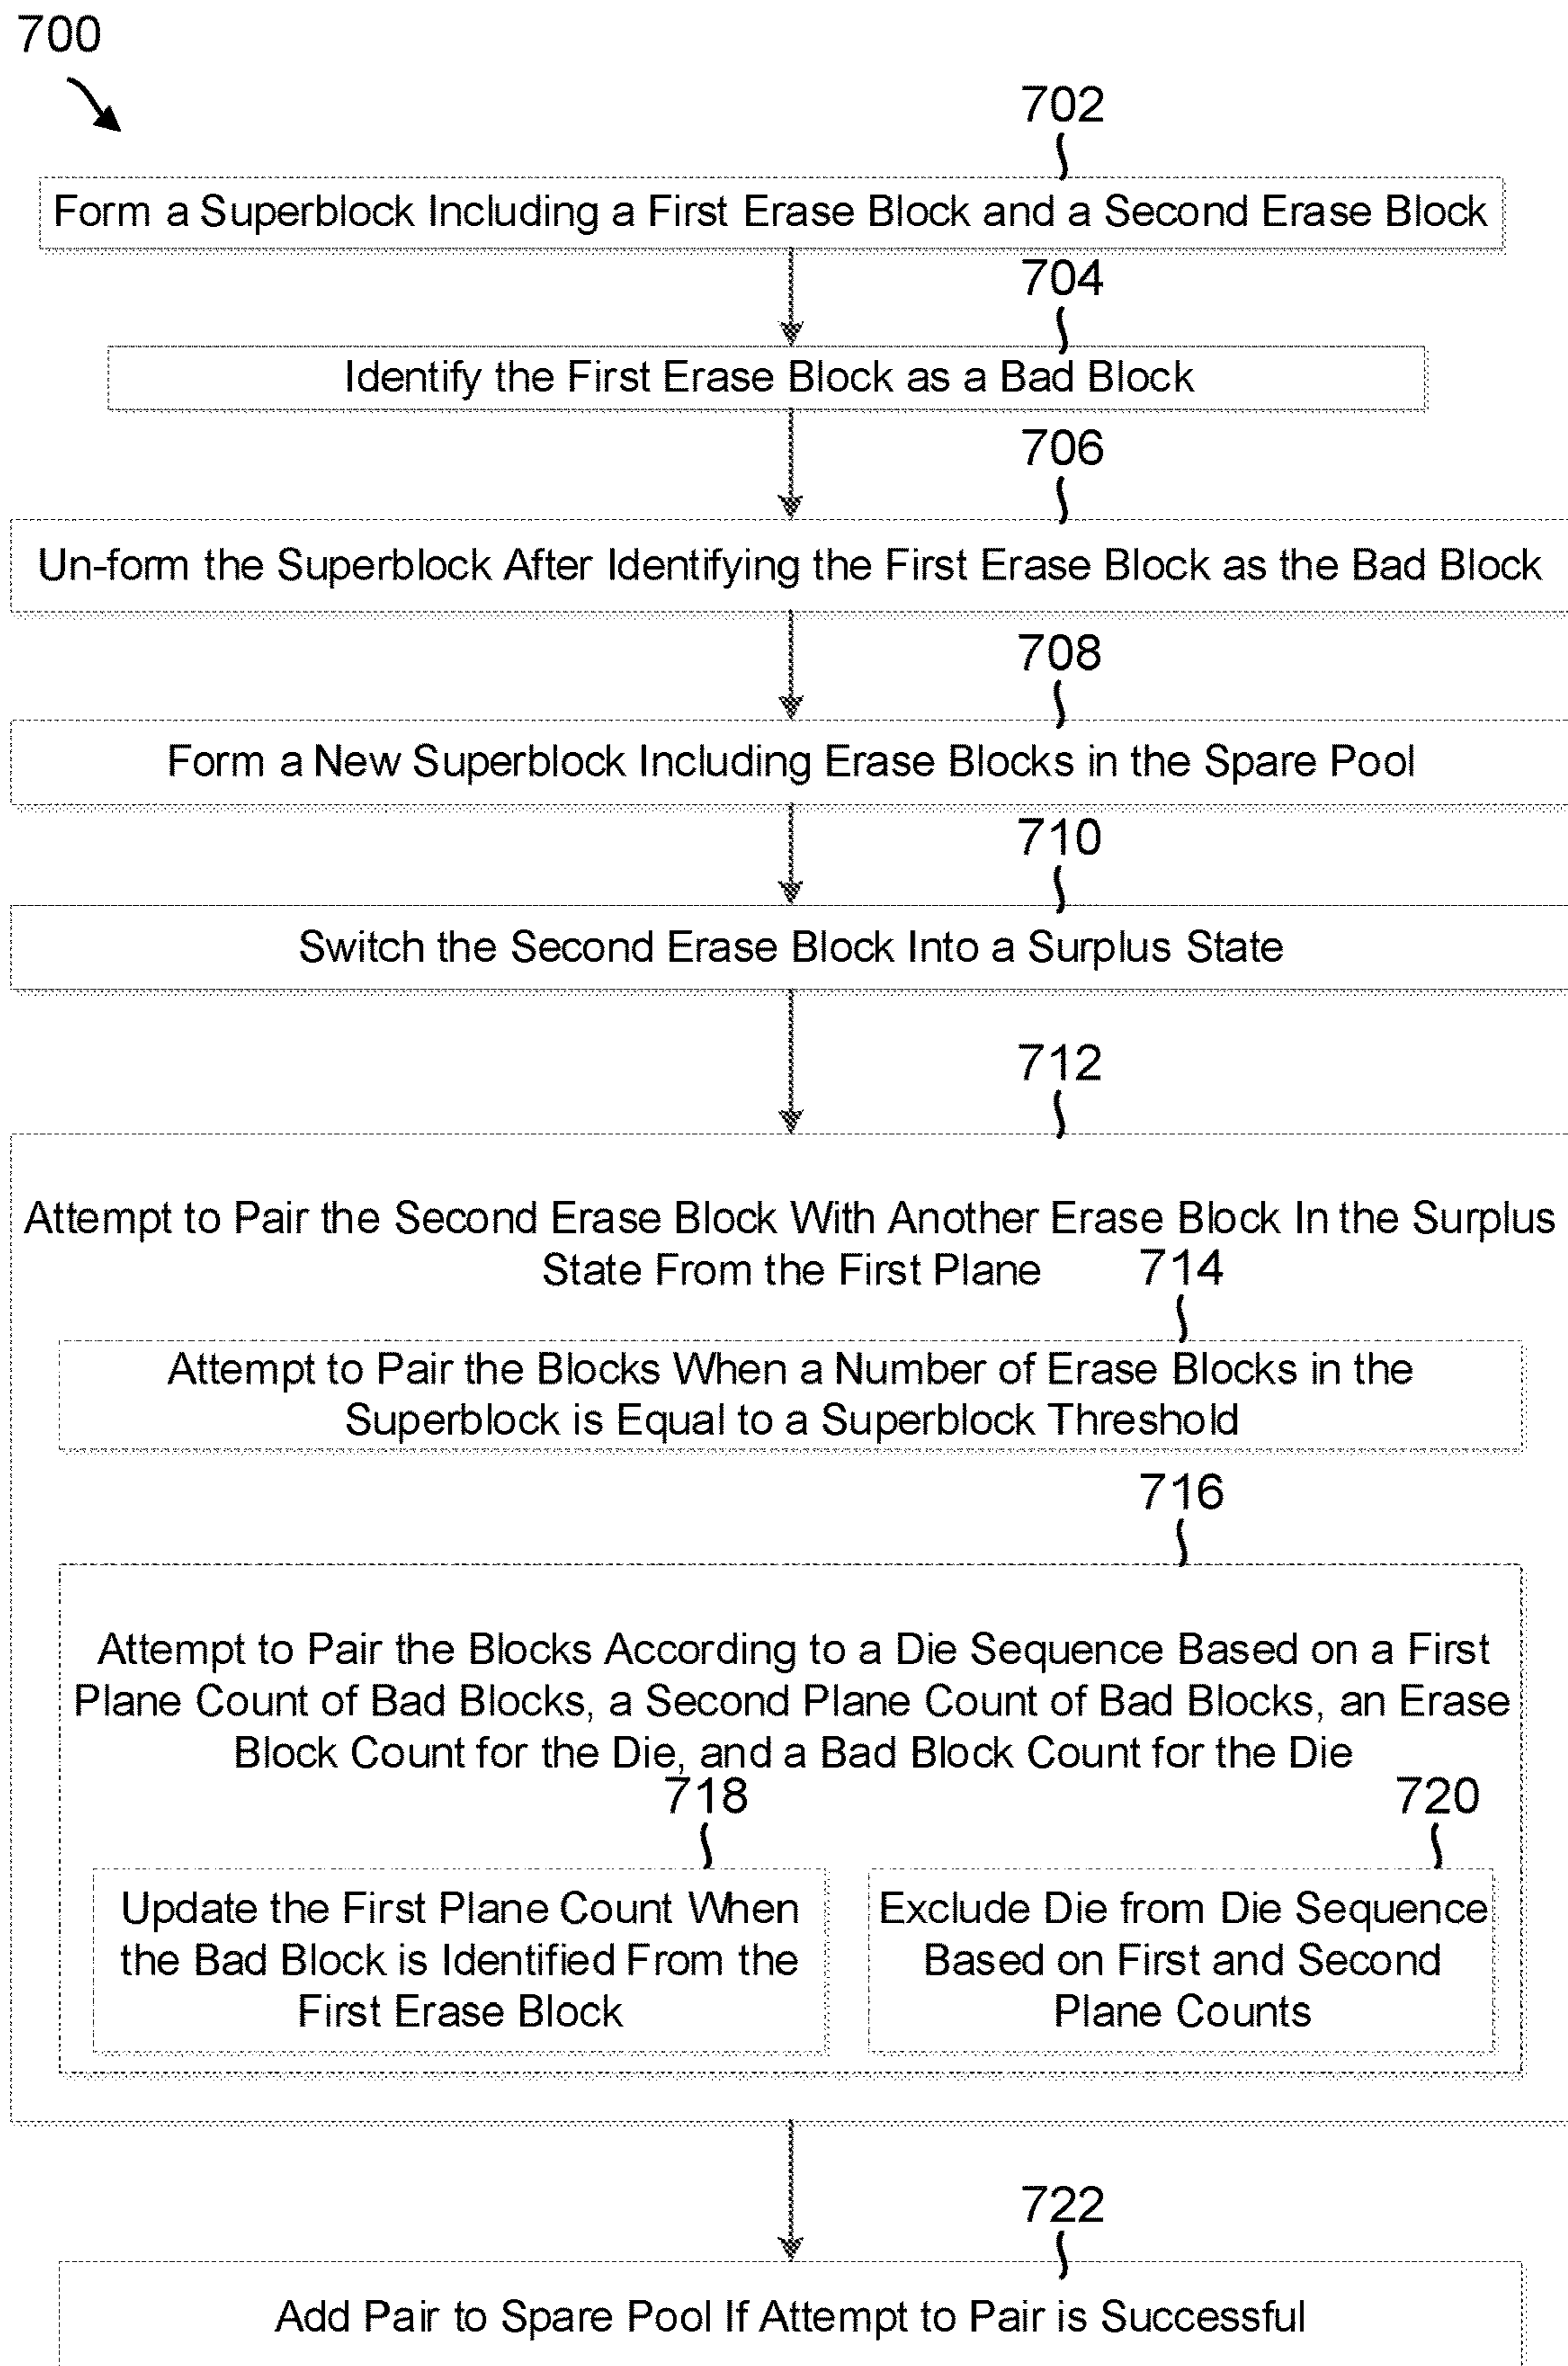 700
702
Form a Superblock Including a First Erase Block and a Second Erase Block
704
Identify the First Erase Block as a Bad Block
706
Un-form the Superblock After Identifying the First Erase Block as the Bad Block
708
Form a New Superblock Including Erase Blocks in the Spare Pool
710
Switch the Second Erase Block Into a Surplus State
712
Attempt to Pair the Second Erase Block With Another Erase Block In the Surplus
State From the First Plane
714
Attempt to Pair the Blocks When a Number of Erase Blocks in the
Superblock is Equal to a Superblock Threshold
716
Attempt to Pair the Blocks According to a Die Sequence Based on a First
Plane Count of Bad Blocks, a Second Plane Count of Bad Blocks, an Erase
Block Count for the Die, and a Bad Block Count for the Die
718
Update the First Plane Count When
the Bad Block is Identified From the
First Erase Block
720
Exclude Die from Die Sequence
Based on First and Second
Plane Counts
722
Add Pair to Spare Pool If Attempt to Pair is Successful